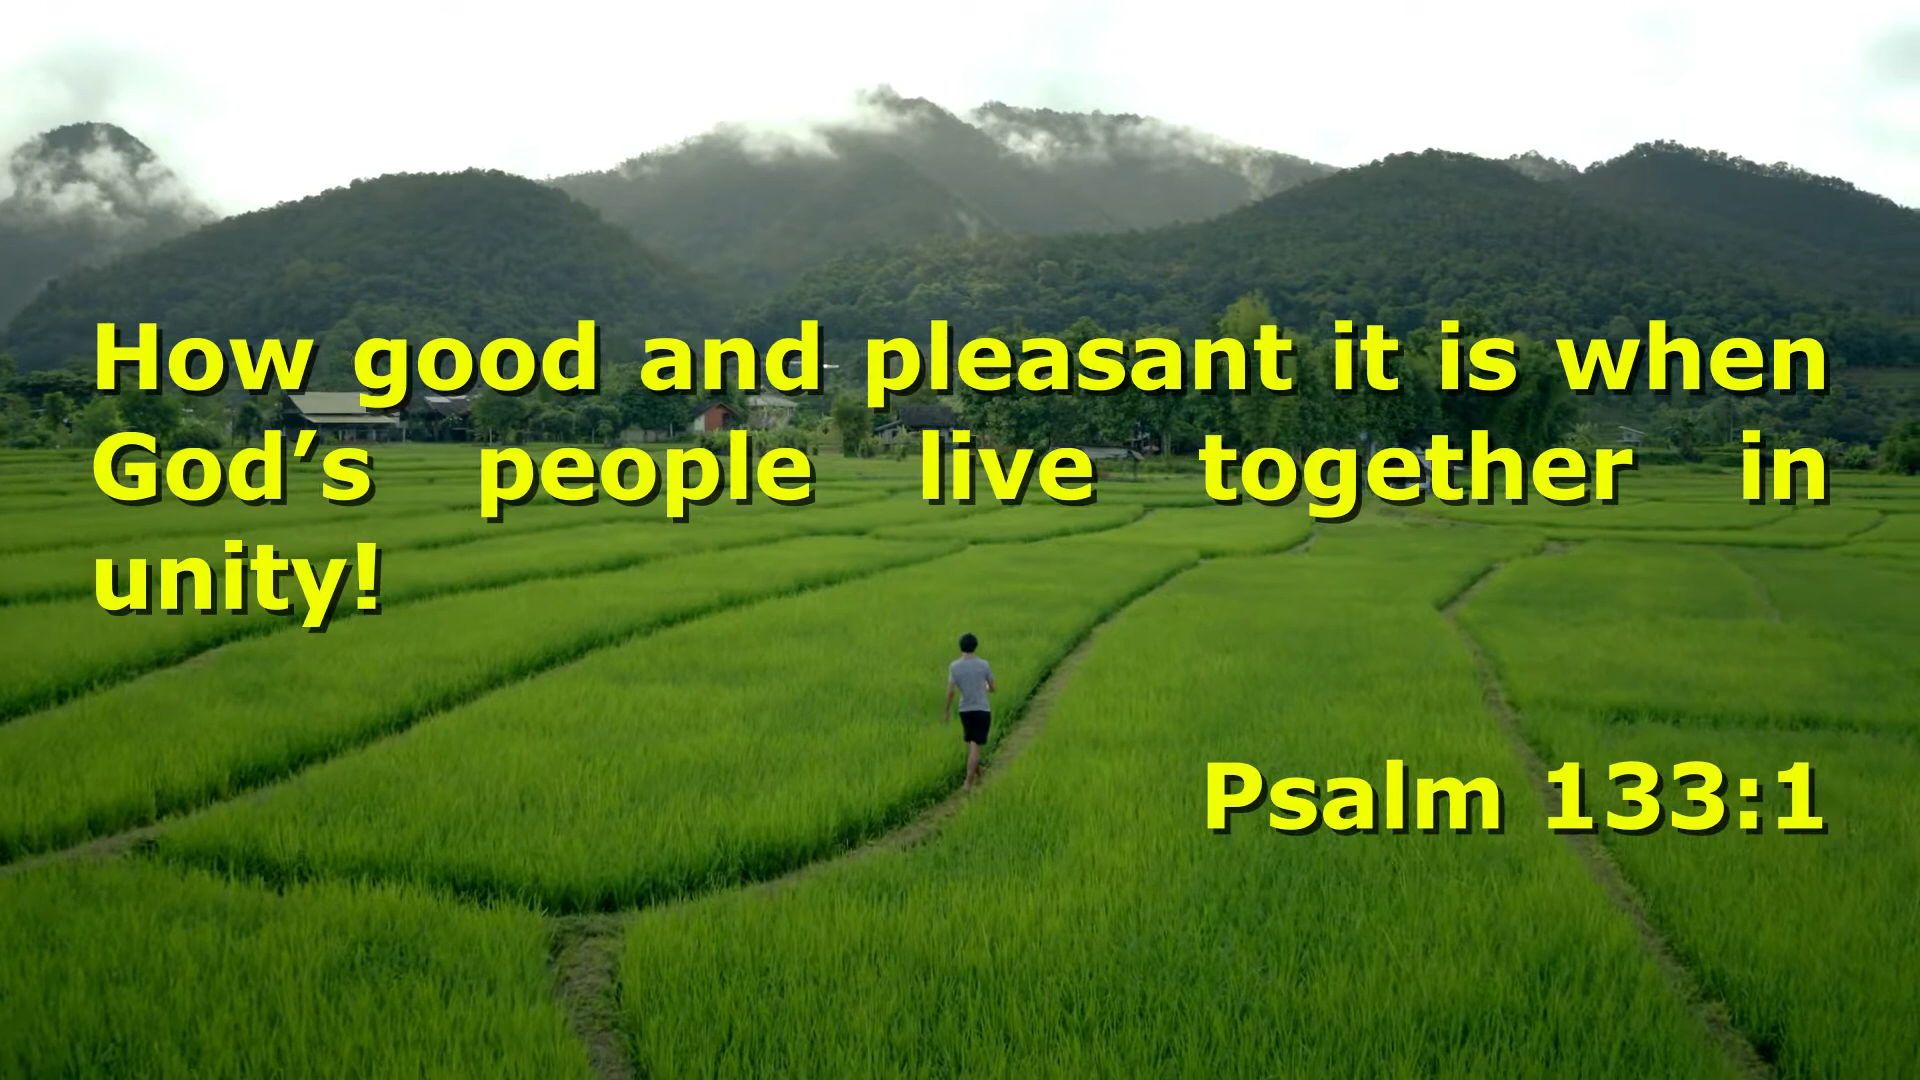 How good and pleasant it is when
God’s people live together in
unity!
Psalm 133:1